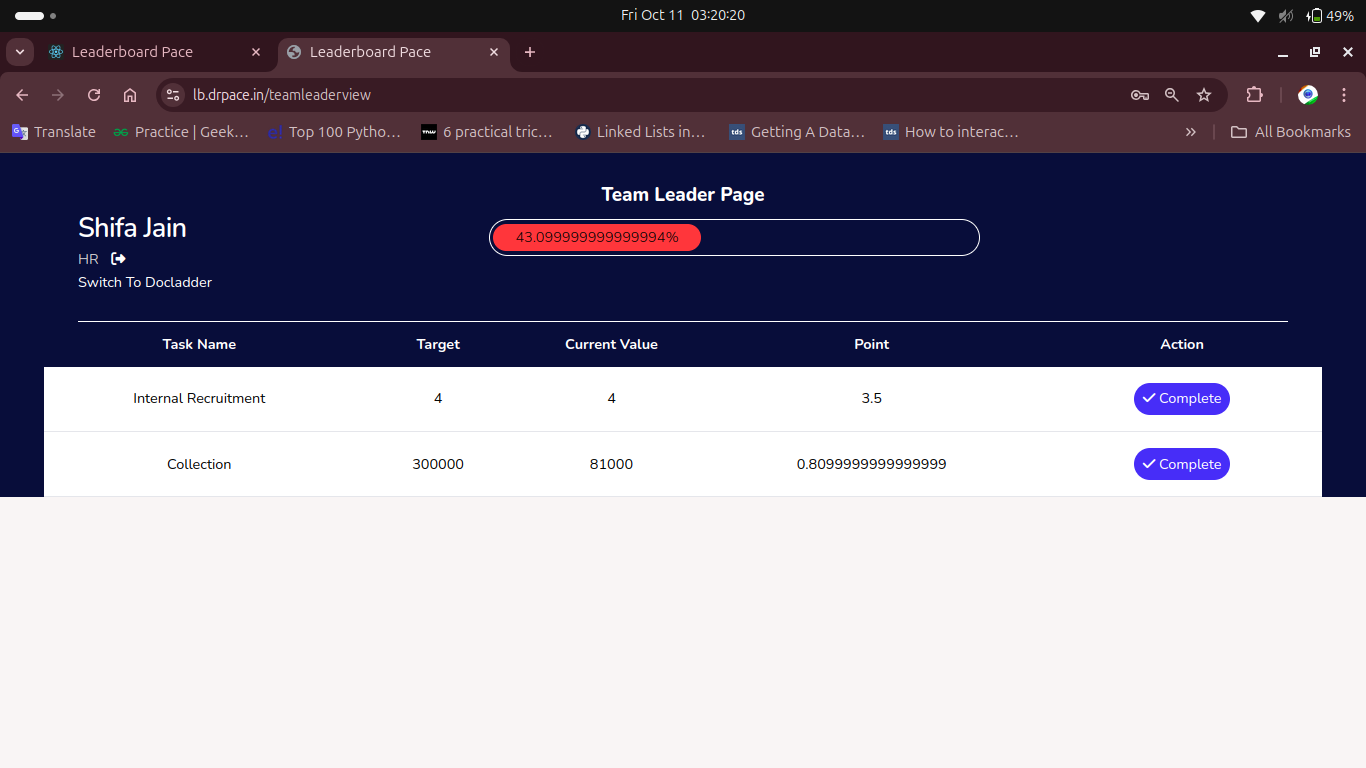 Fri Oct 11 03:20:20
49%
Leaderboard Pace
Leaderboard Pace
lb.drpace.in/teamleaderview
Translate
Practice | Geek...
Top 100 Pytho...
6 practical tric...
Linked Lists in...
tds
Getting A Data...
tds
How to interac...
All Bookmarks
Team Leader Page
Shifa Jain
43.099999999999994%
HR
Switch To Docladder
Task Name Target Current Value Point Action
Internal Recruitment 4 4 3.5 Complete
Collection 300000 81000 0.8099999999999999 Complete